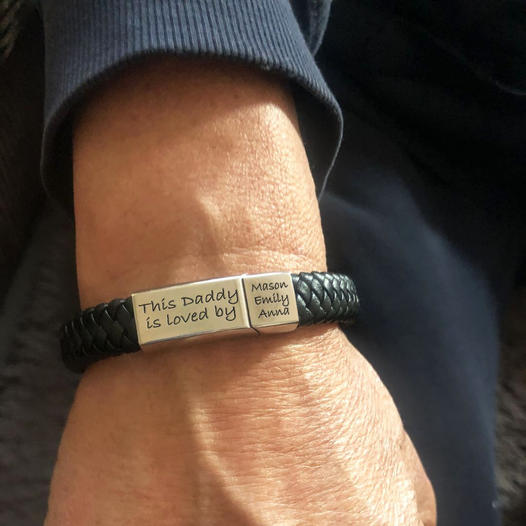 This Daddy
is loved by
Mason
Emily
Anna